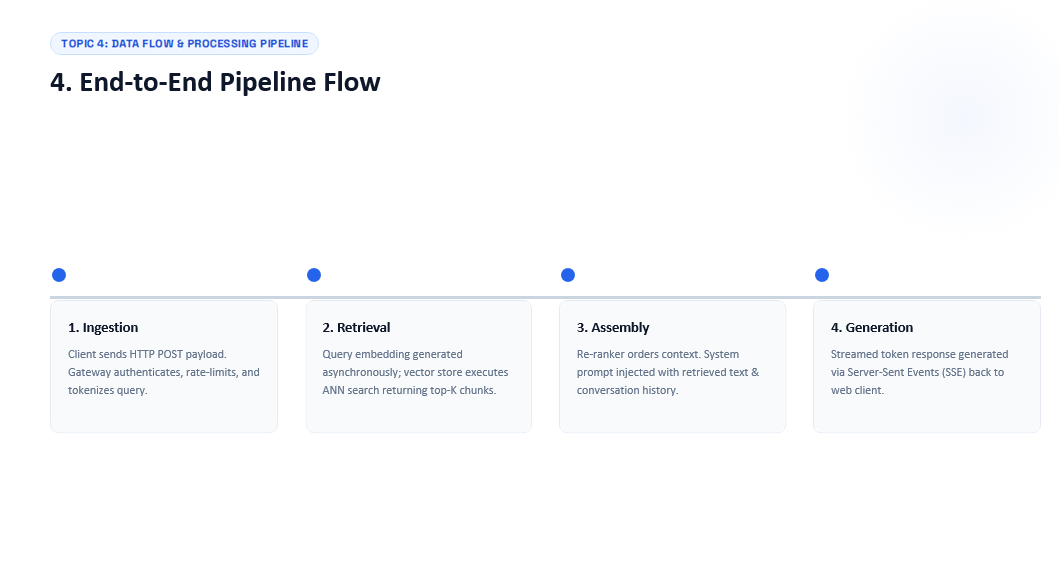 TOPIC 4: DATA FLOW & PROCESSING PIPELINE
4. End-to-End Pipeline Flow
1. Ingestion
Client sends HTTP POST payload.
Gateway authenticates, rate-limits, and
tokenizes query.
2. Retrieval
Query embedding generated
asynchronously; vector store executes
ANN search returning top-K chunks.
3. Assembly
Re-ranker orders context. System
prompt injected with retrieved text &
conversation history.
4. Generation
Streamed token response generated
via Server-Sent Events (SSE) back to
web client.